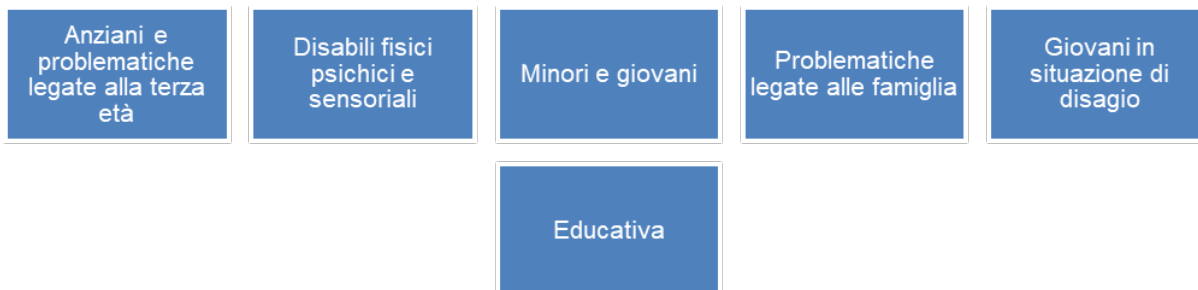 Anziani e
problematiche
legate alla terza
età
Disabili fisici
psichici e
sensoriali
Minori e giovani
Problematiche
legate alle famiglia
Giovani in
situazione di
disagio
Educativa